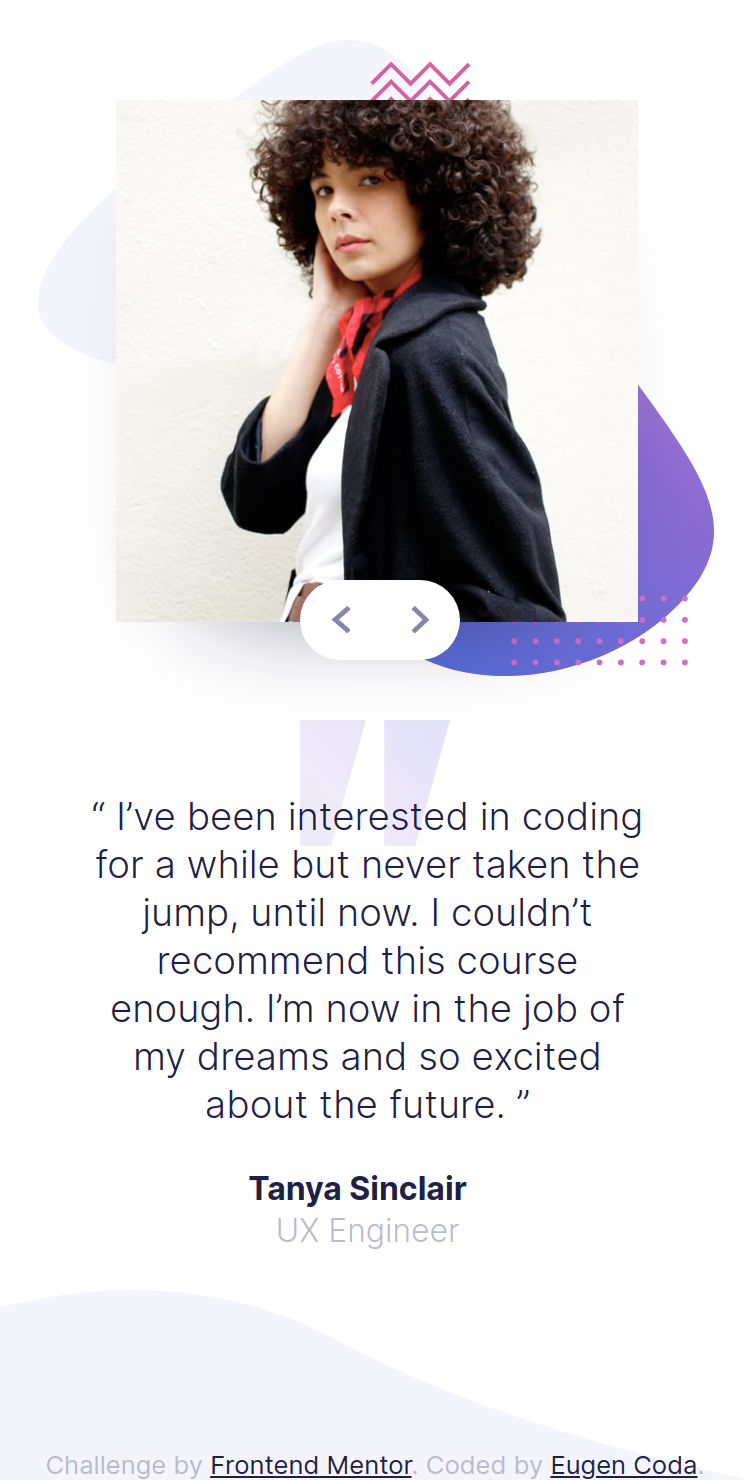 “ I’ve been interested in coding
for a while but never taken the
jump, until now. I couldn’t
recommend this course
enough. I’m now in the job of
my dreams and so excited
about the future. ”
Tanya Sinclair
UX Engineer
Challenge by Frontend Mentor. Coded by Eugen Coda.